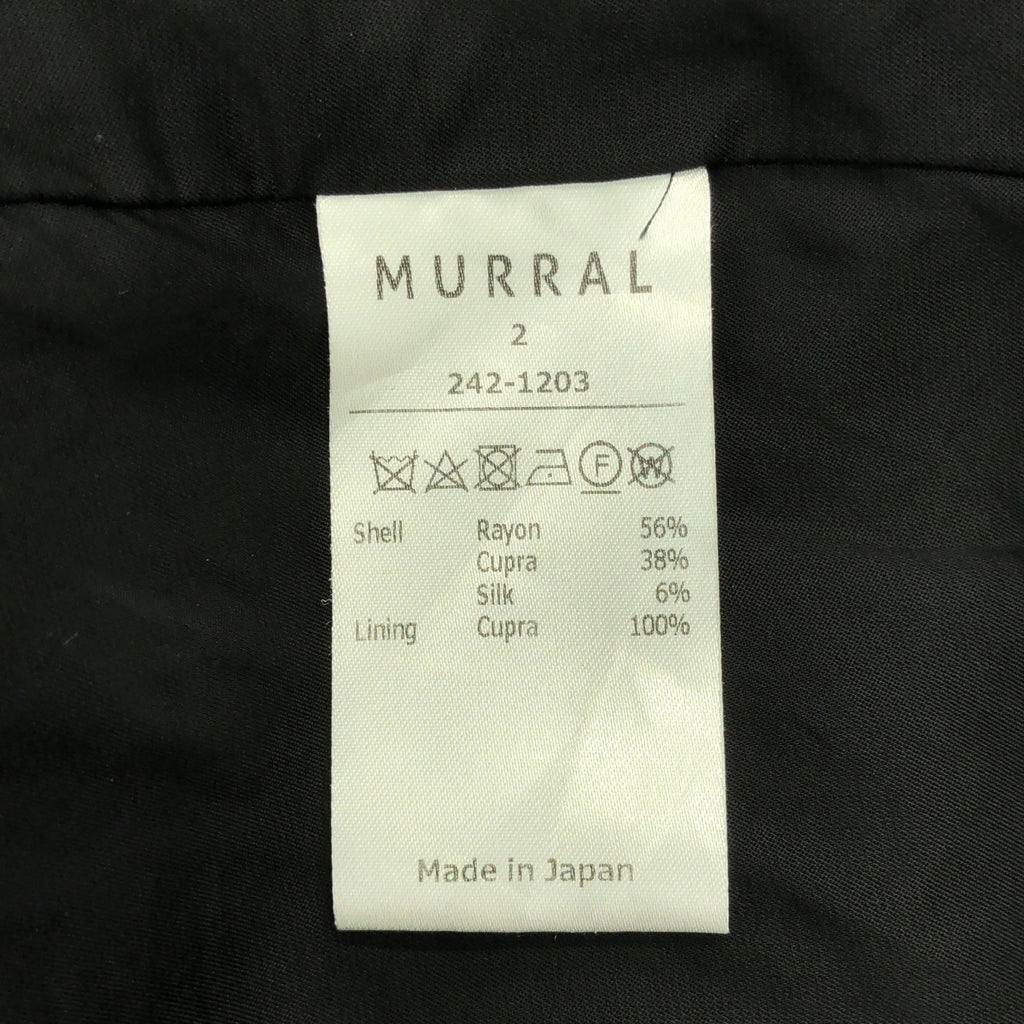 MURRAL
2
242-1203
F W
Shell Rayon 56%
Cupra 38%
Silk 6%
Lining Cupra 100%
Made in Japan